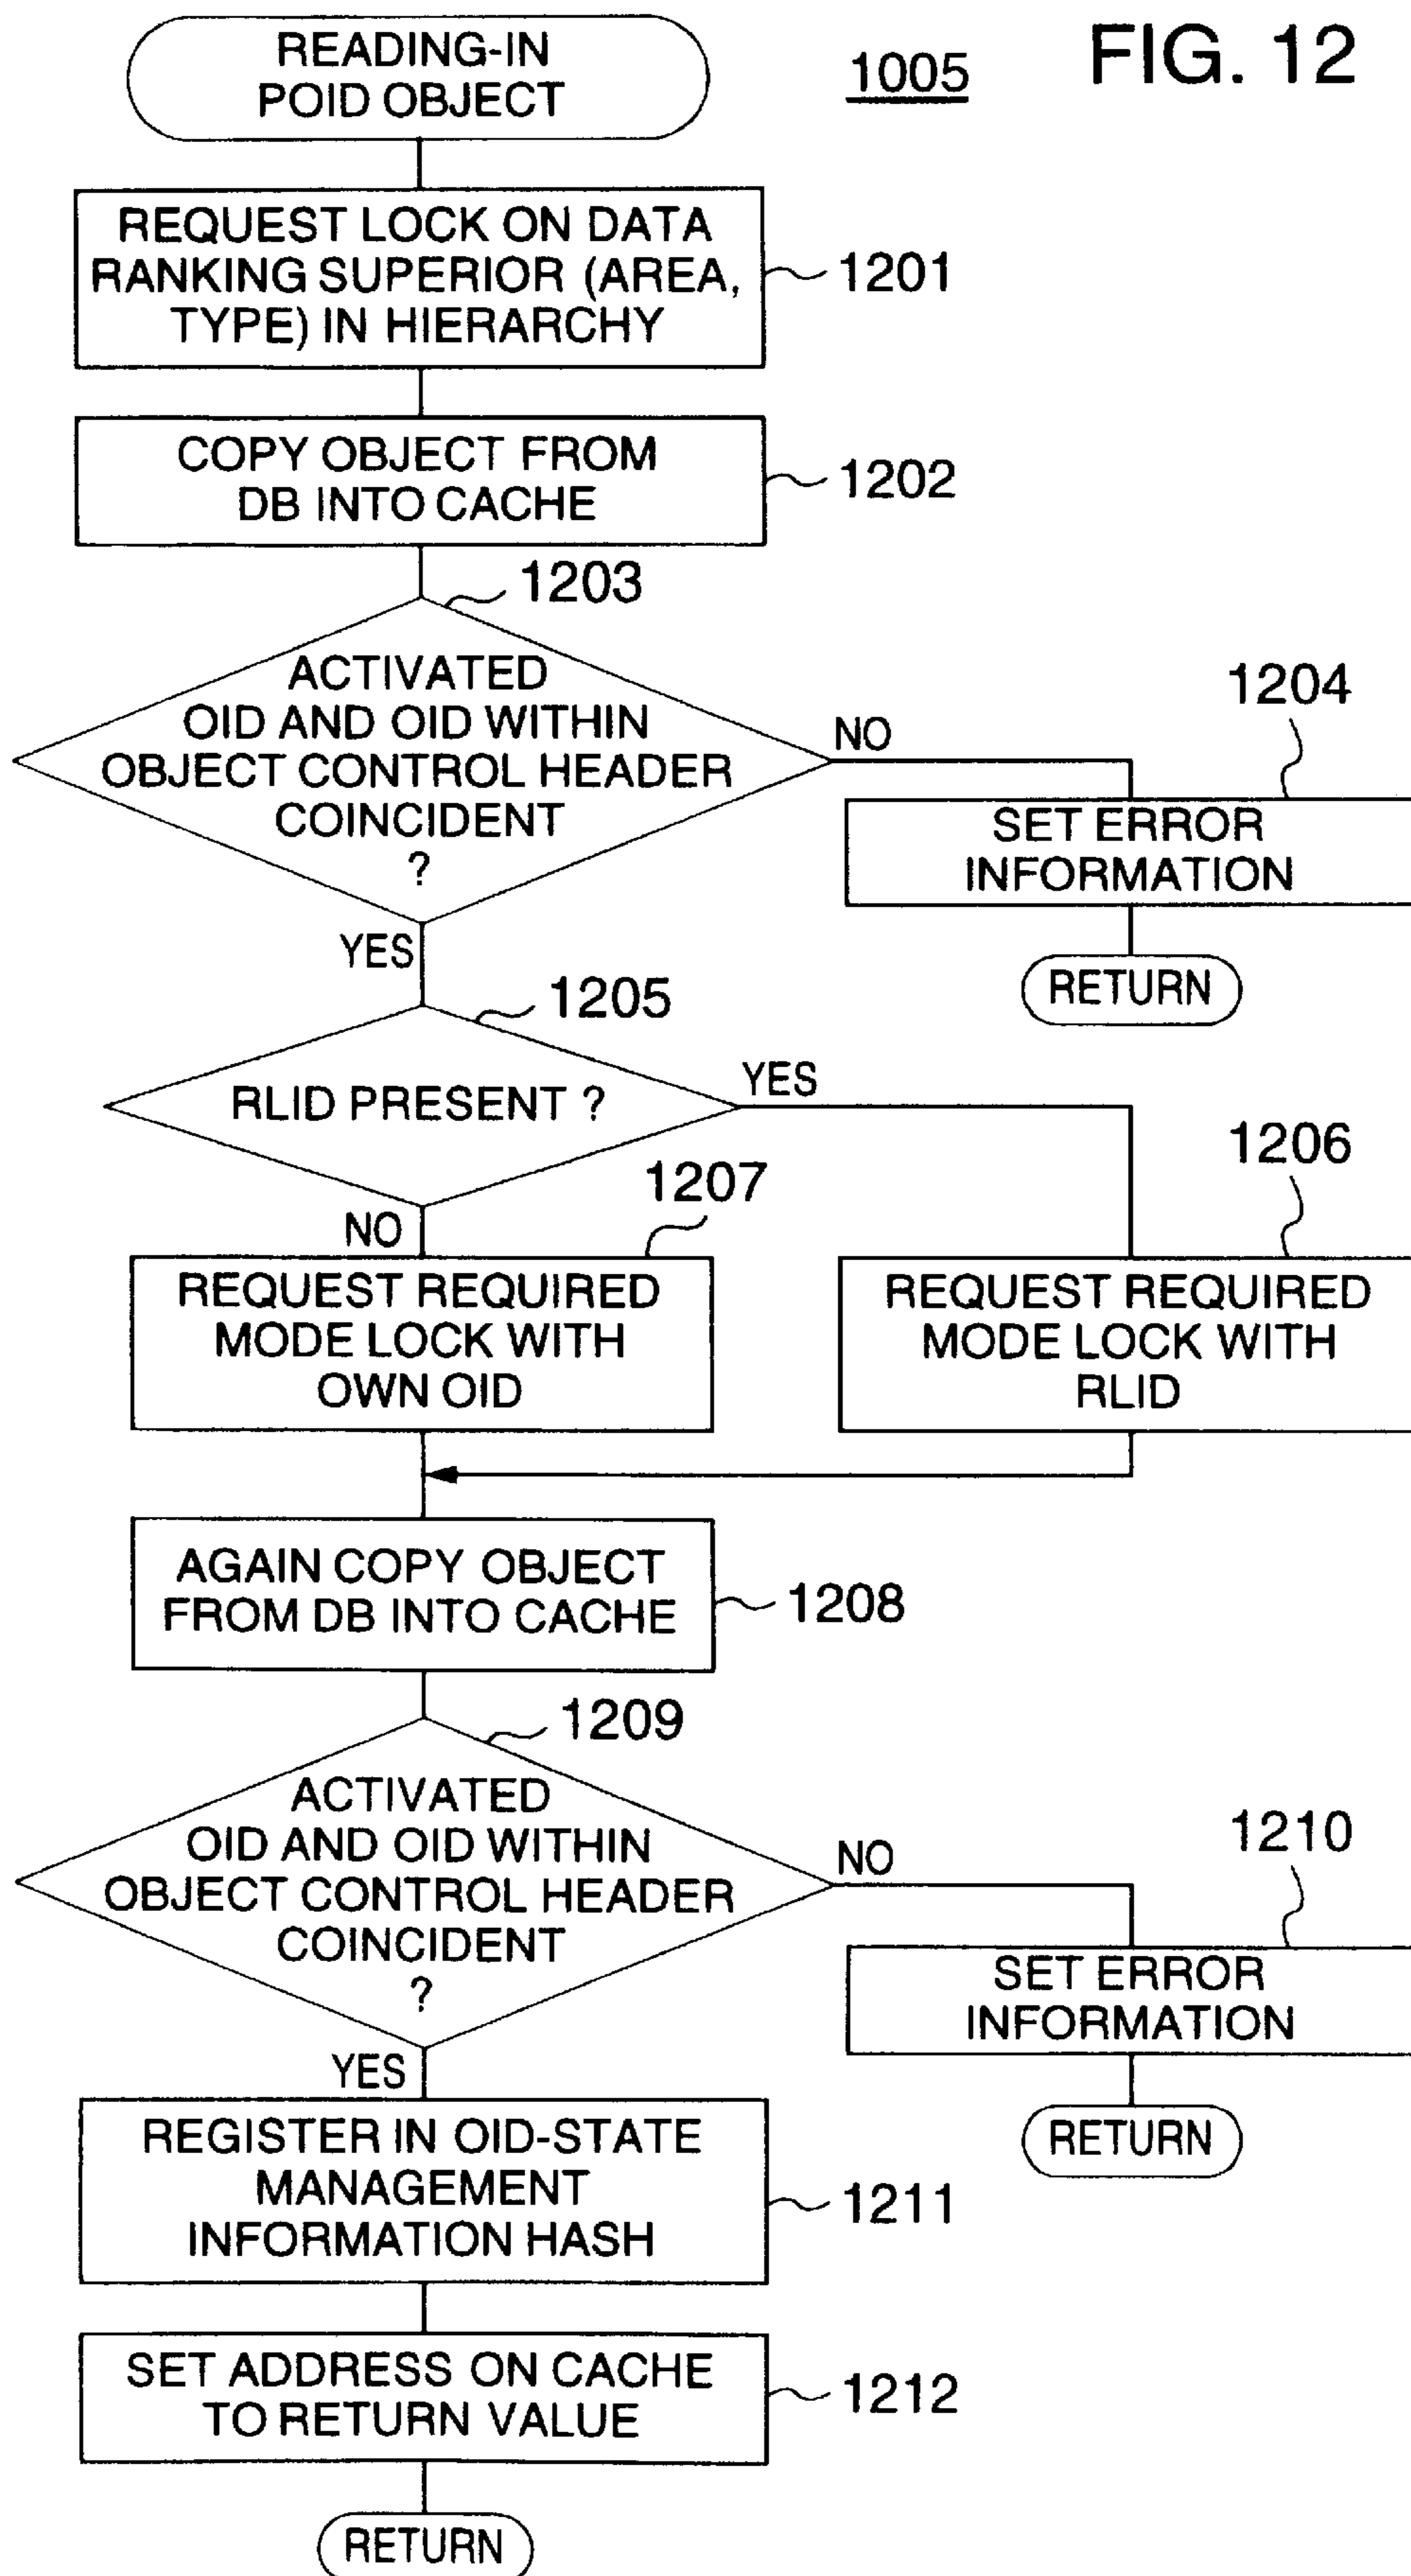 READING-IN
POID OBJECT
1005
FIG. 12
REQUEST LOCK ON DATA
RANKING SUPERIOR (AREA,
TYPE) IN HIERARCHY
1201
COPY OBJECT FROM
DB INTO CACHE
1202
1203
ACTIVATED
OID AND OID WITHIN
OBJECT CONTROL HEADER
COINCIDENT
?
NO
1204
SET ERROR
INFORMATION
RETURN
YES
1205
RLID PRESENT ?
YES
1206
REQUEST REQUIRED
MODE LOCK WITH
RLID
NO
1207
REQUEST REQUIRED
MODE LOCK WITH
OWN OID
AGAIN COPY OBJECT
FROM DB INTO CACHE
1208
1209
ACTIVATED
OID AND OID WITHIN
OBJECT CONTROL HEADER
COINCIDENT
?
NO
1210
SET ERROR
INFORMATION
RETURN
YES
REGISTER IN OID-STATE
MANAGEMENT
INFORMATION HASH
1211
SET ADDRESS ON CACHE
TO RETURN VALUE
1212
RETURN